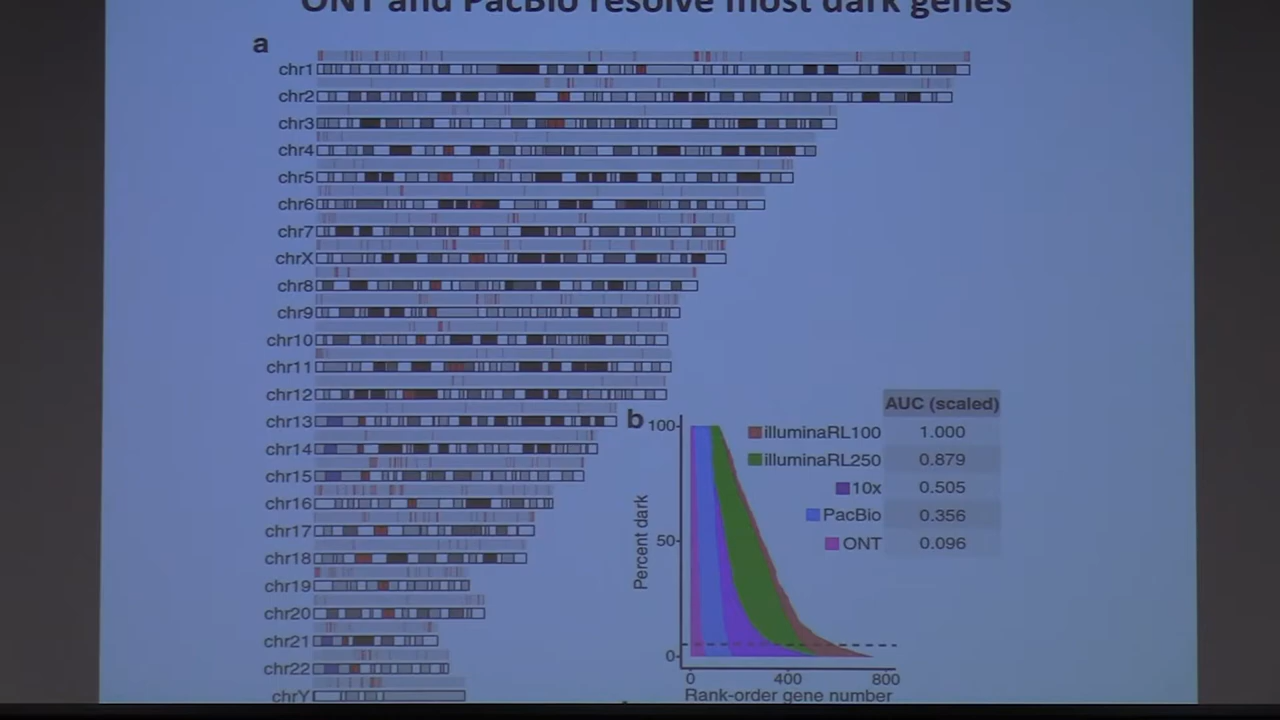 ONT and PacBio resolve most dark genes
a
chr1
chr2
chr3
chr4
chr5
chr6
chr7
chrX
chr8
chr9
chr10
chr11
chr12
chr13
chr14
chr15
chr16
chr17
chr18
chr19
chr20
chr21
chr22
chrY
b
AUC (scaled)
illuminaRL100 1.000
illuminaRL250 0.879
10x 0.505
PacBio 0.356
ONT 0.096
Percent dark
100
50
0
0 400 800
Rank-order gene number